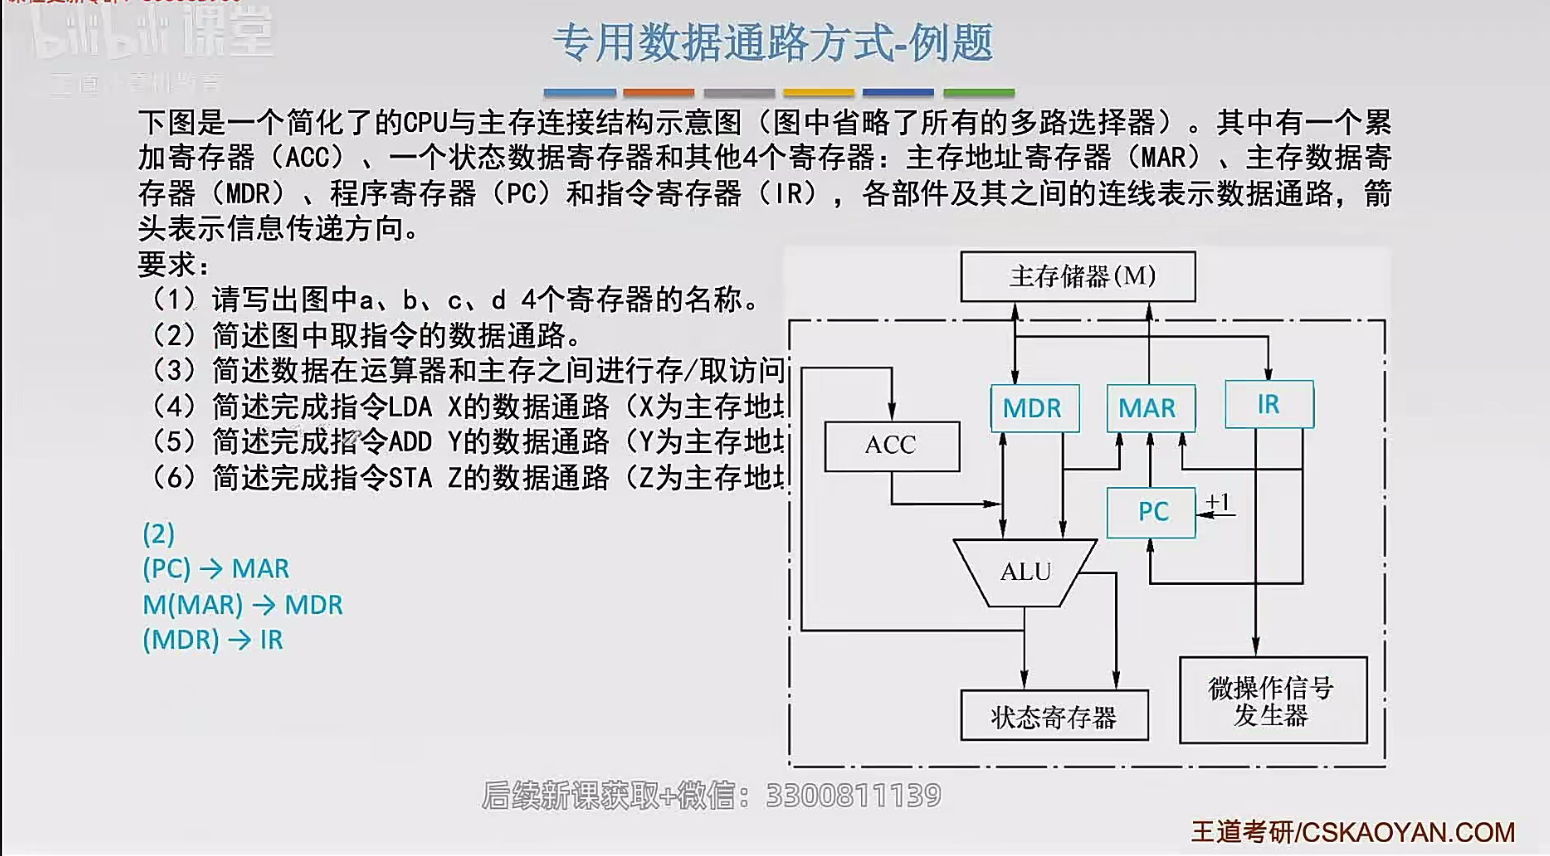 bilibili课堂
专用数据通路方式-例题
下图是一个简化了的CPU与主存连接结构示意图（图中省略了所有的多路选择器）。其中有一个累
加寄存器（ACC）、一个状态数据寄存器和其他4个寄存器：主存地址寄存器（MAR）、主存数据寄
存器（MDR）、程序寄存器（PC）和指令寄存器（IR），各部件及其之间的连线表示数据通路，箭
头表示信息传递方向。
要求：
（1）请写出图中a、b、c、d 4个寄存器的名称。
（2）简述图中取指令的数据通路。
（3）简述数据在运算器和主存之间进行存/取访问
（4）简述完成指令LDA X的数据通路（X为主存地
（5）简述完成指令ADD Y的数据通路（Y为主存地
（6）简述完成指令STA Z的数据通路（Z为主存地
(2)
(PC) → MAR
M(MAR) → MDR
(MDR) → IR
主存储器(M)
MDR
MAR
IR
ACC
PC
+1
ALU
状态寄存器
微操作信号
发生器
后续新课获取+微信：3300811139
王道考研/CSKAOYAN.COM